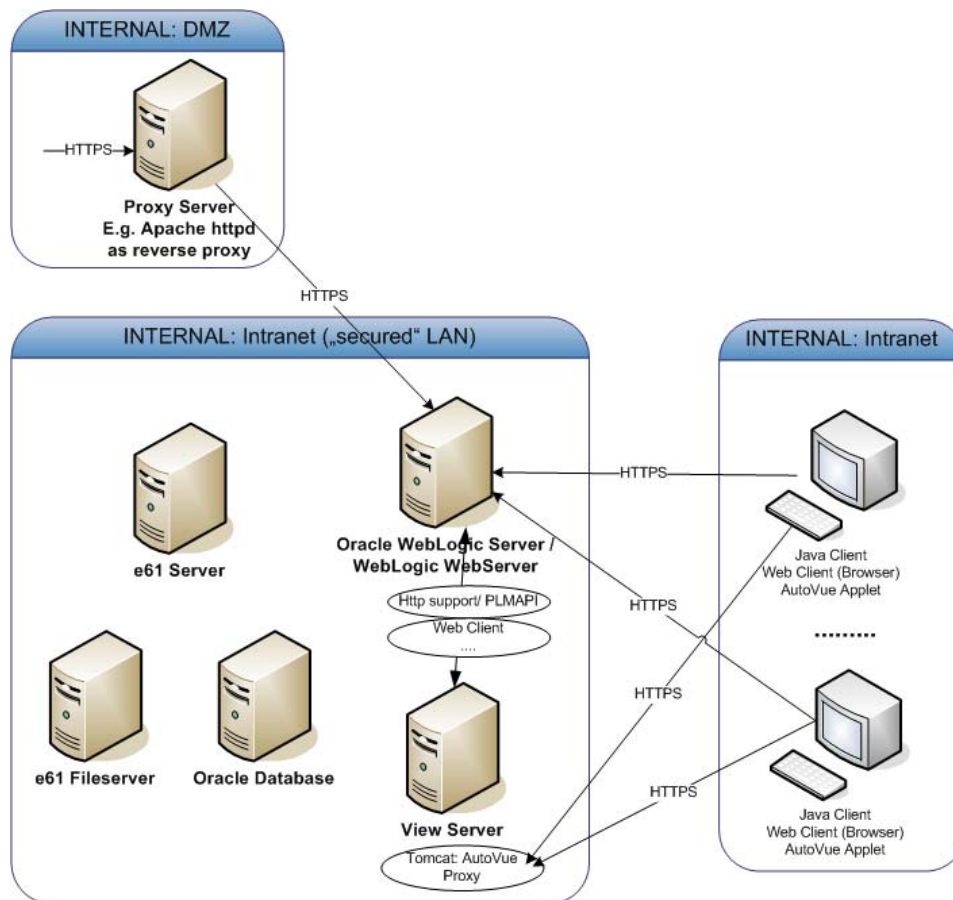 INTERNAL: DMZ
HTTPS
Proxy Server
E.g. Apache httpd
as reverse proxy
HTTPS
INTERNAL: Intranet („secured“ LAN)
INTERNAL: Intranet
e61 Server
Oracle WebLogic Server /
WebLogic WebServer
HTTPS
Java Client
Web Client (Browser)
AutoVue Applet
Http support/ PLMAPI
Web Client
....
HTTPS
.........
HTTPS
e61 Fileserver
Oracle Database
View Server
Tomcat: AutoVue
Proxy
HTTPS
Java Client
Web Client (Browser)
AutoVue Applet